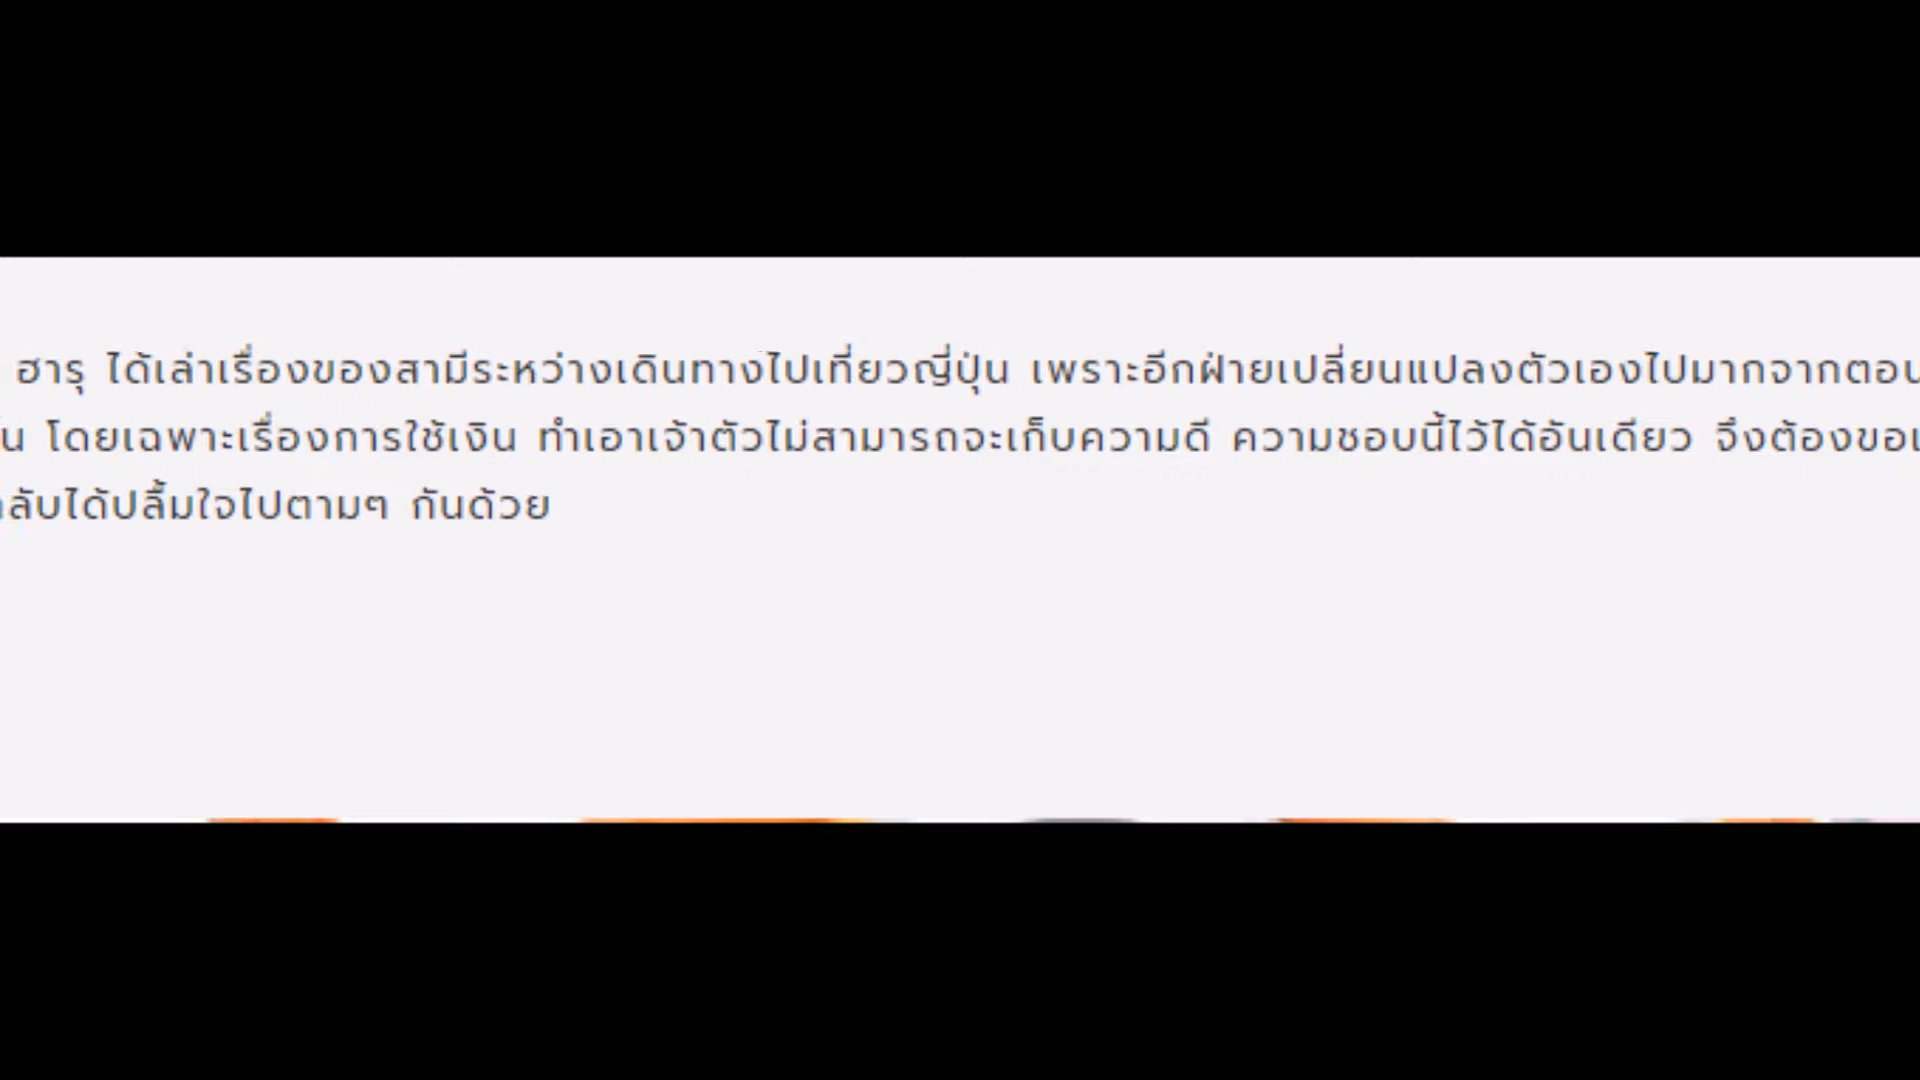 ฮารุ ได้เล่าเรื่องของสามีระหว่างเดินทางไปเที่ยวญี่ปุ่น เพราะอีกฝ่ายเปลี่ยนแปลงตัวเองไปมากจากตอน
โดยเฉพาะเรื่องการใช้เงิน ทำเอาเจ้าตัวไม่สามารถจะเก็บความดี ความชอบนี้ไว้ได้อันเดียว จึงต้องขอ
ลับได้ปลื้มใจไปตามๆ กันด้วย